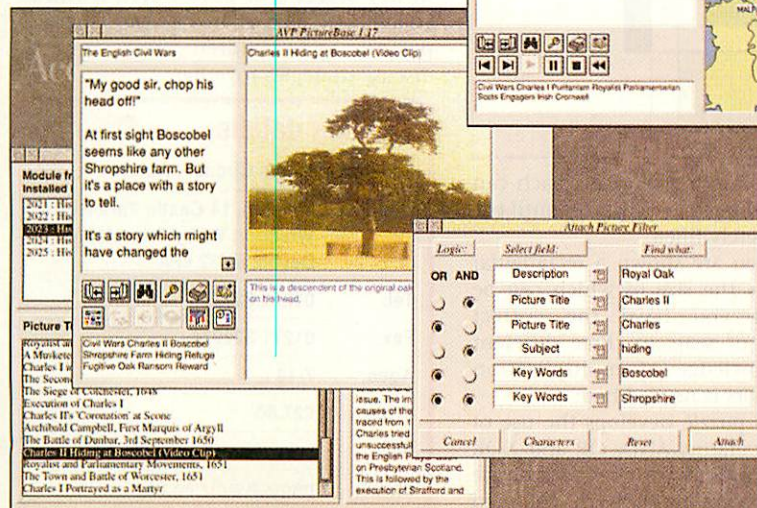 AVP PictureBase 1.17
The English Civil Wars
Charles II Hiding at Boscobel (Video Clip)
"My good sir, chop his
head off!"
At first sight Boscobel
seems like any other
Shropshire farm. But
it's a place with a story
to tell.
It's a story which might
have changed the
This is a descendent of the original oak
on his head.
Civil Wars Charles II Boscobel
Shropshire Farm Hiding Refuge
Fugitive Oak Ransom Reward
Civil Wars Charles I Puritanism Royalist Parliamentarian
Scots Engagers Irish Cromwell
Module
Installed
2021 : His
2022 : His
2023 : His
2024 : His
2025 : His
Attach Picture Filter
Logic:
Select field:
Find what:
OR AND
Description
Royal Oak
Picture Title
Charles II
Picture Title
Charles
Subject
hiding
Key Words
Boscobel
Key Words
Shropshire
Cancel
Characters
Reset
Attach
Picture
Royalist
A Musket
Charles I
The Second
The Siege of Colchester, 1648
Execution of Charles I
Charles II's 'Coronation' at Scone
Archibald Campbell, First Marquis of Argyll
The Battle of Dunbar, 3rd September 1650
Charles II Hiding at Boscobel (Video Clip)
Royalist and Parliamentary Movements, 1651
The Town and Battle of Worcester, 1651
Charles I Portrayed as a Martyr
issue. The
causes of the
traced from
Charles tried
unsuccessful
the English
on Presbyterian Scotland.
This is followed by the
execution of Strafford and